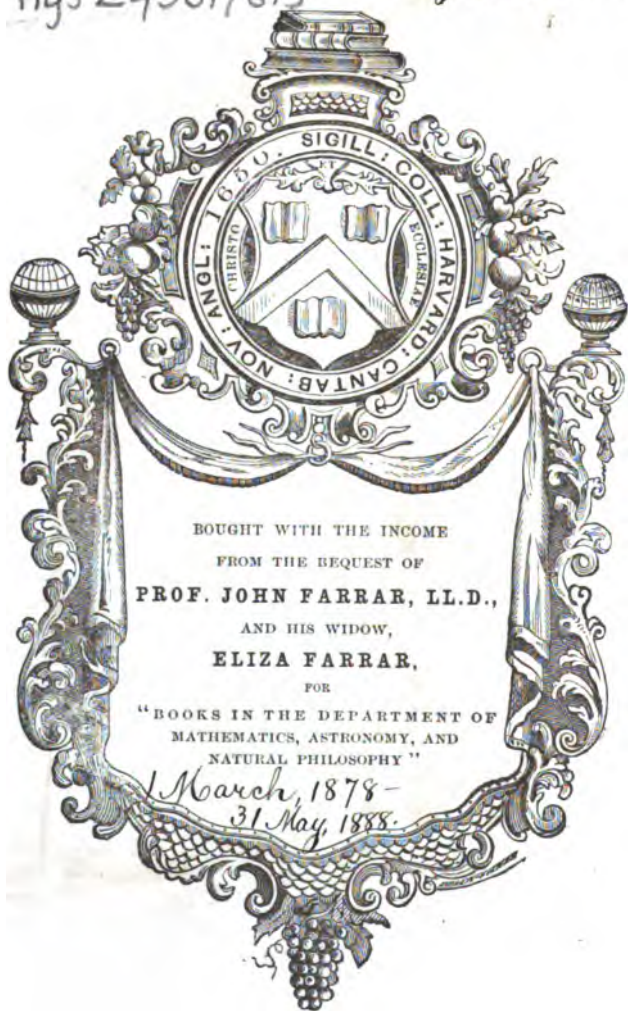 SIGILL: COLL: HARVARD: CANTAB: NOV: ANGL: 1650.
ET
CHRISTO
ECCLESIAE
BOUGHT WITH THE INCOME
FROM THE BEQUEST OF
PROF. JOHN FARRAR, LL.D.,
AND HIS WIDOW,
ELIZA FARRAR,
FOR
"BOOKS IN THE DEPARTMENT OF
MATHEMATICS, ASTRONOMY, AND
NATURAL PHILOSOPHY"
1 March, 1878-
31 May, 1888.